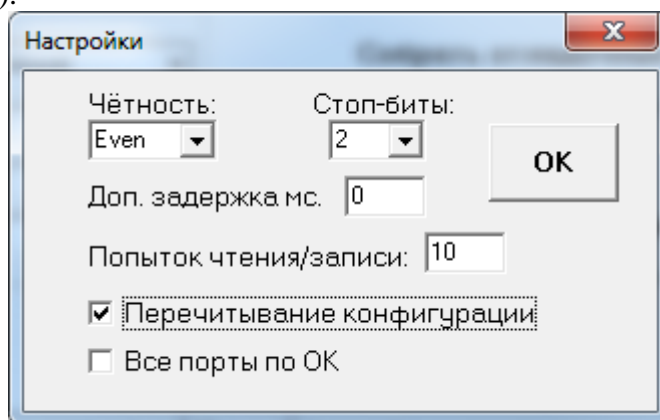 ).
Настройки
Чётность: Стоп-биты:
Even 2
OK
Доп. задержка мс. 0
Попыток чтения/записи: 10
Перечитывание конфигурации
Все порты по OK